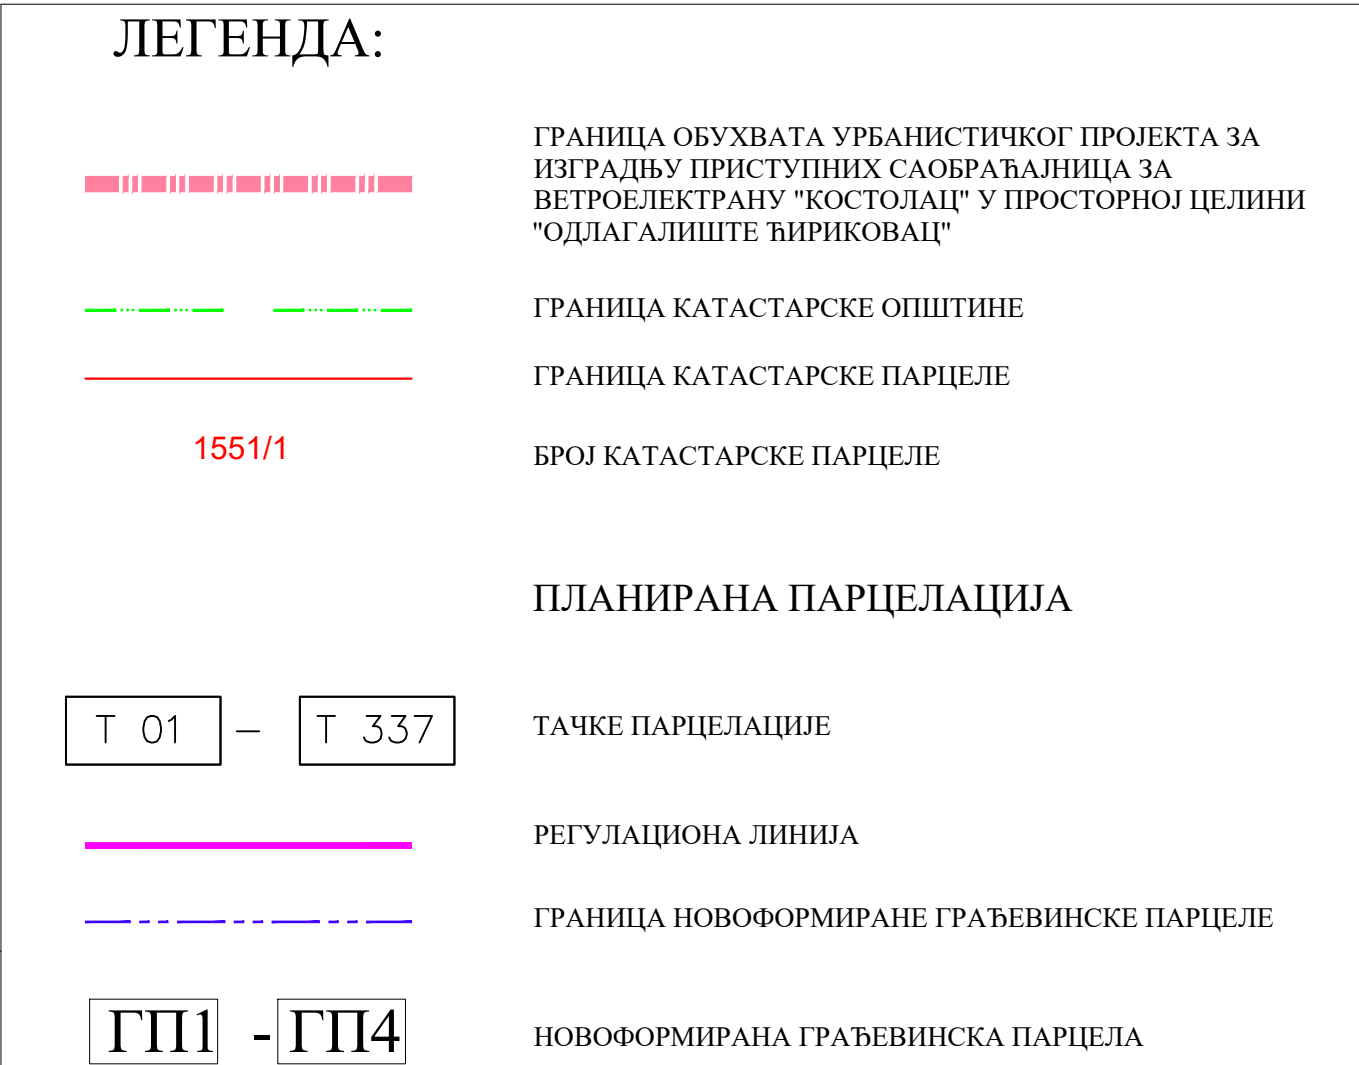 ЛЕГЕНДА:
ГРАНИЦА ОБУХВАТА УРБАНИСТИЧКОГ ПРОЈЕКТА ЗА
ИЗГРАДЊУ ПРИСТУПНИХ САОБРАЋАЈНИЦА ЗА
ВЕТРОЕЛЕКТРАНУ "КОСТОЛАЦ" У ПРОСТОРНОЈ ЦЕЛИНИ
"ОДЛАГАЛИШТЕ ЋИРИКОВАЦ"
ГРАНИЦА КАТАСТАРСКЕ ОПШТИНЕ
ГРАНИЦА КАТАСТАРСКЕ ПАРЦЕЛЕ
1551/1 БРОЈ КАТАСТАРСКЕ ПАРЦЕЛЕ
ПЛАНИРАНА ПАРЦЕЛАЦИЈА
Т 01 – Т 337 ТАЧКЕ ПАРЦЕЛАЦИЈЕ
РЕГУЛАЦИОНА ЛИНИЈА
ГРАНИЦА НОВОФОРМИРАНЕ ГРАЂЕВИНСКЕ ПАРЦЕЛЕ
ГП1 - ГП4 НОВОФОРМИРАНА ГРАЂЕВИНСКА ПАРЦЕЛА